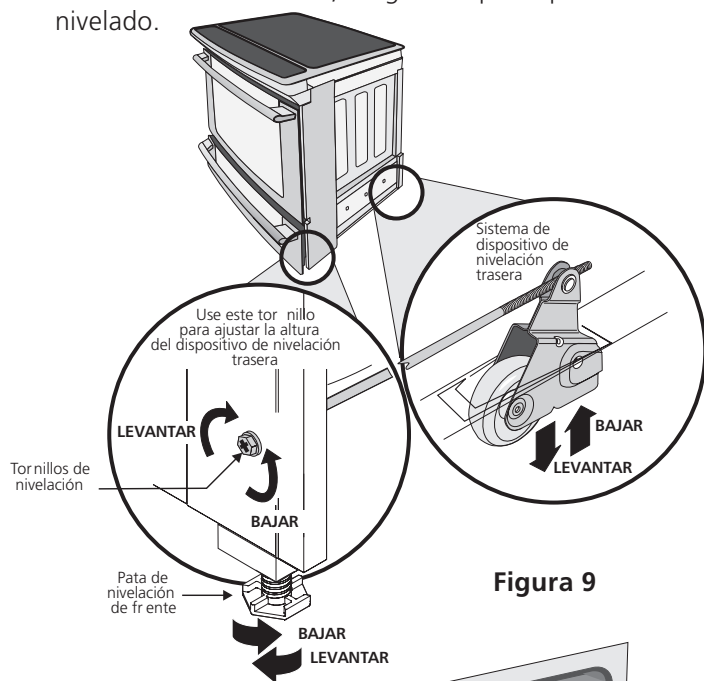 nivelado.
Sistema de
dispositivo de
nivelación
trasera
Use este tor nillo
para ajustar la altura
del dispositivo de nivelación
trasera
LEVANTAR
BAJAR
Tornillos de
nivelación
BAJAR
LEVANTAR
Pata de
nivelación
de fr ente
BAJAR
LEVANTAR
Figura 9